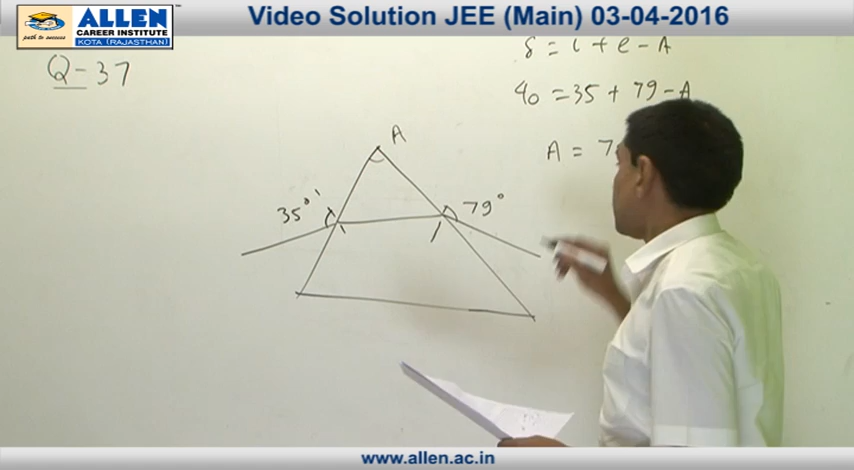 Video Solution JEE (Main) 03-04-2016
ALLEN
CAREER INSTITUTE
KOTA (RAJASTHAN)
path to success
Q-37
δ = i + e - A
40 = 35 + 79 - A
A =
A
35°
79°
www.allen.ac.in